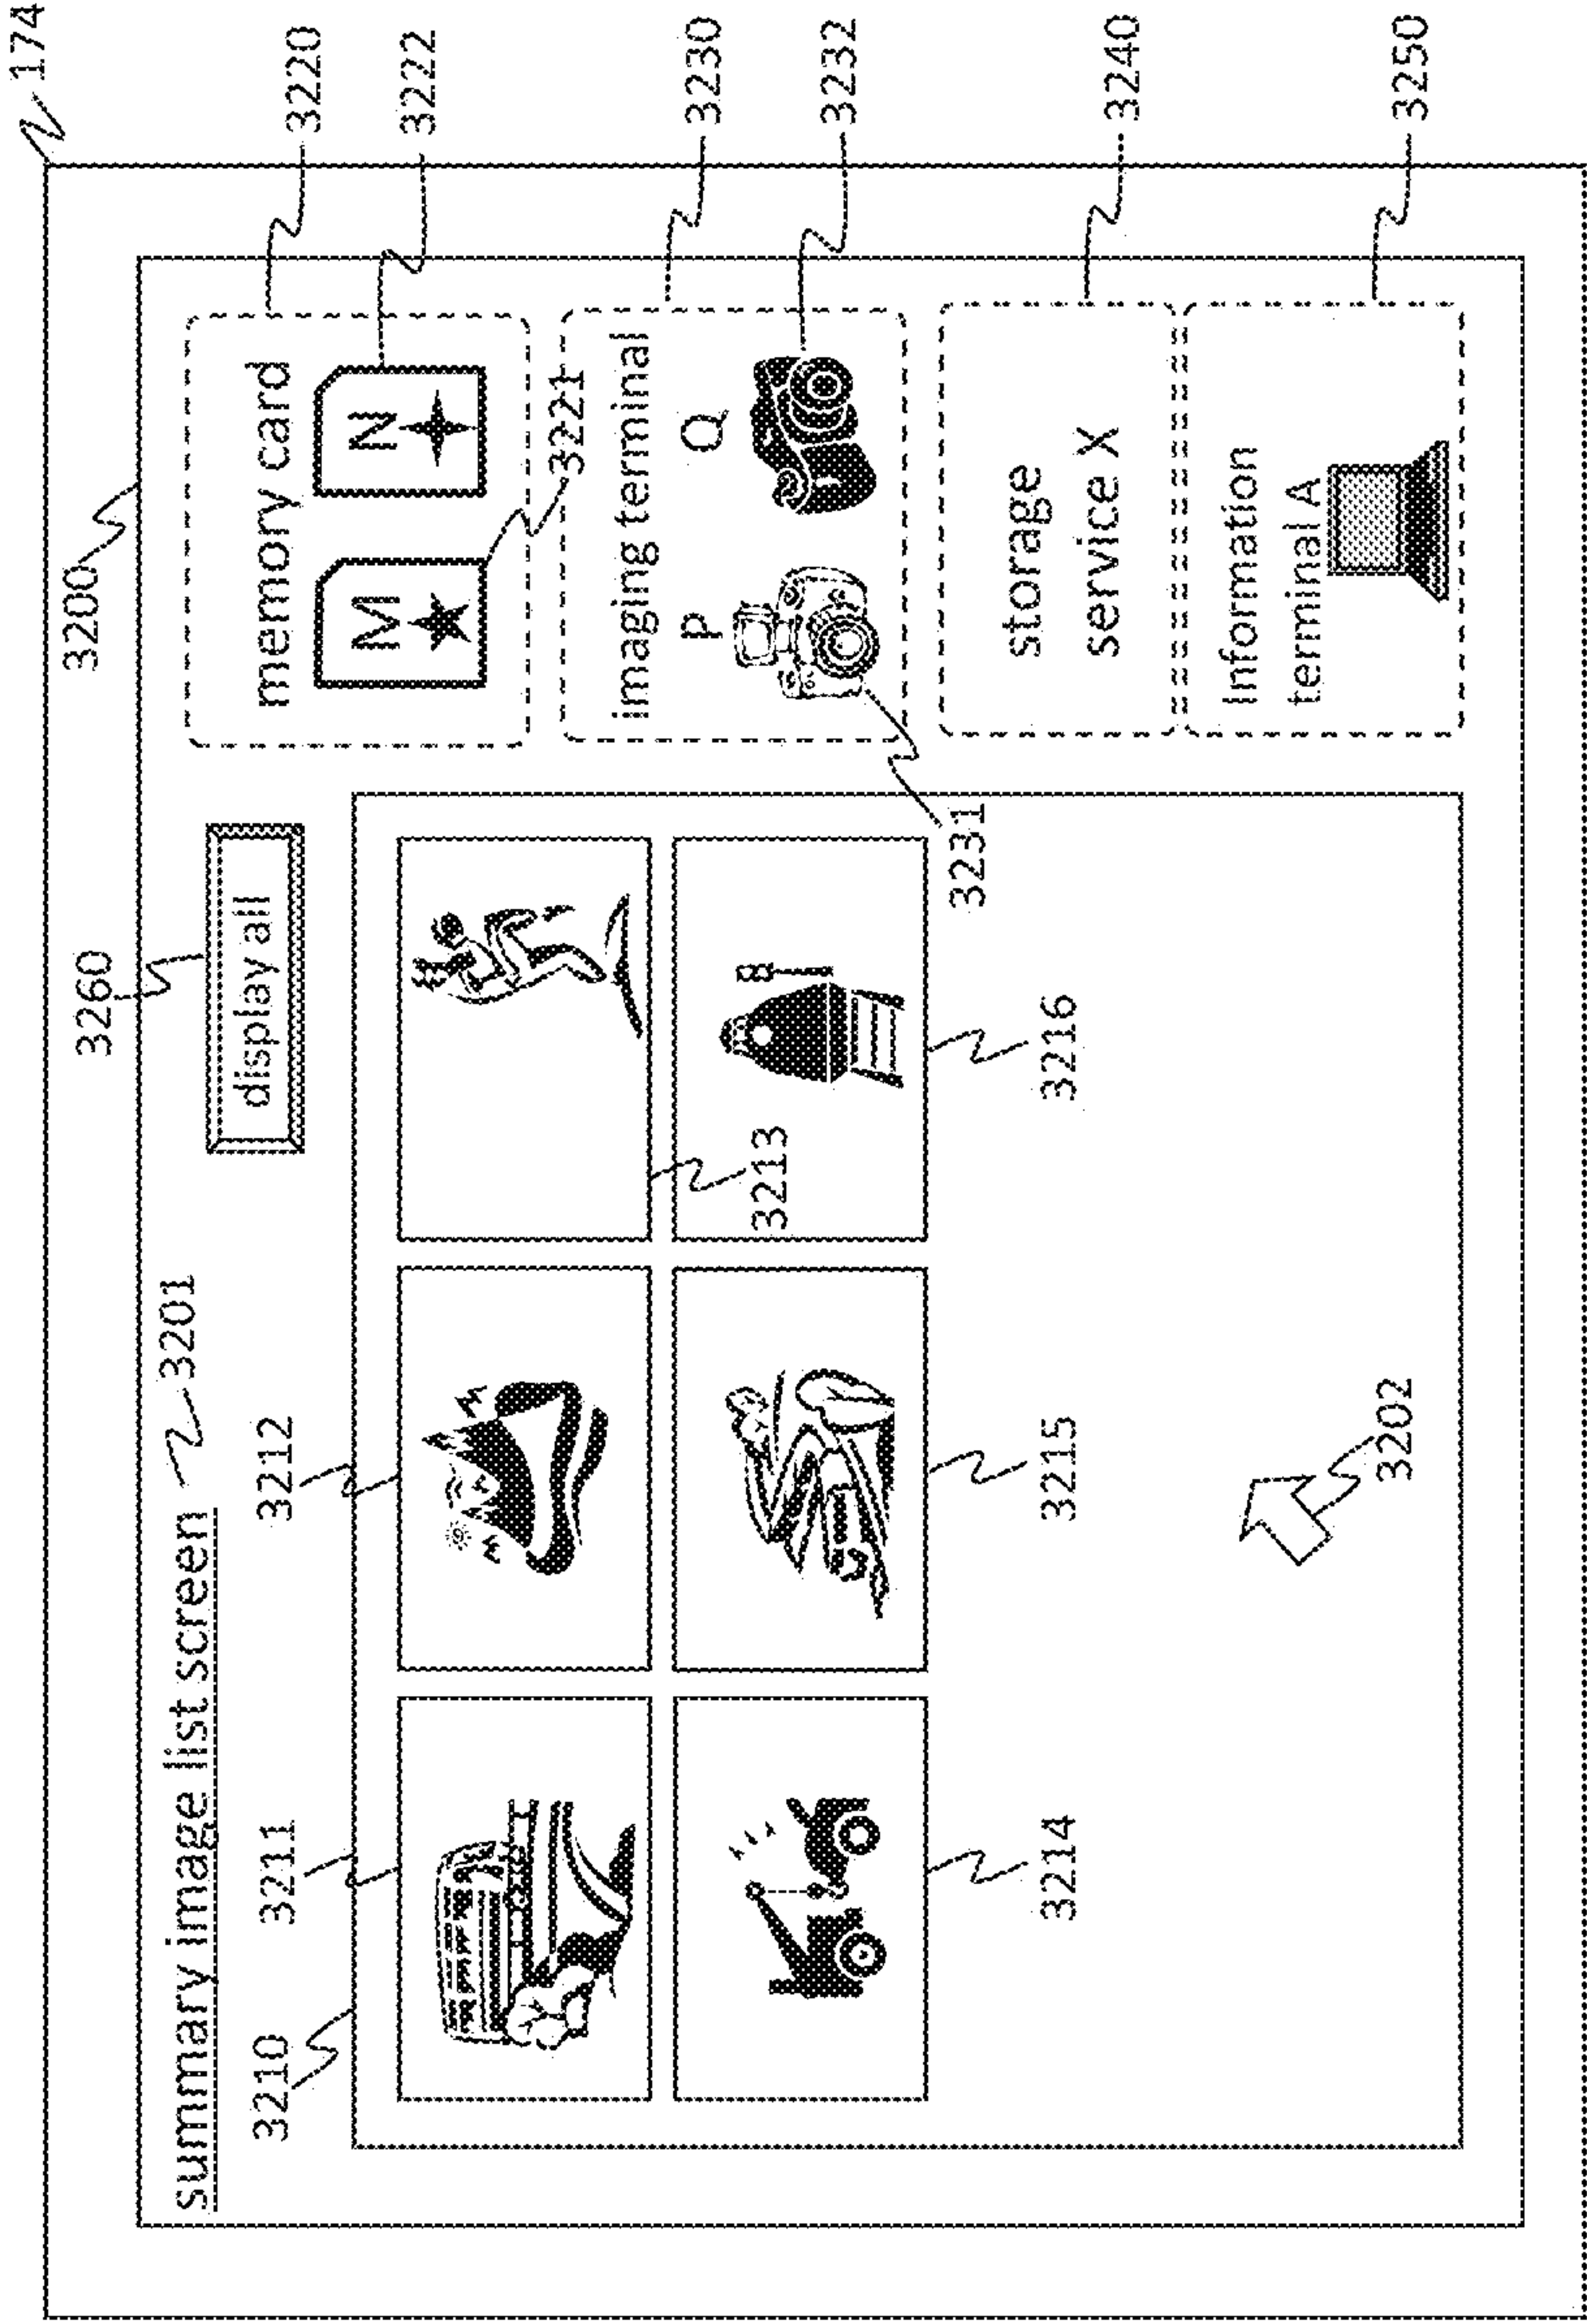 174
3200
summary image list screen
3201
3260
display all
3210
3211
3212
3213
3214
3215
3216
3202
memory card
M
N
3220
3222
3221
imaging terminal
P
Q
3230
3232
3231
storage
service X
3240
Information
terminal A
3250